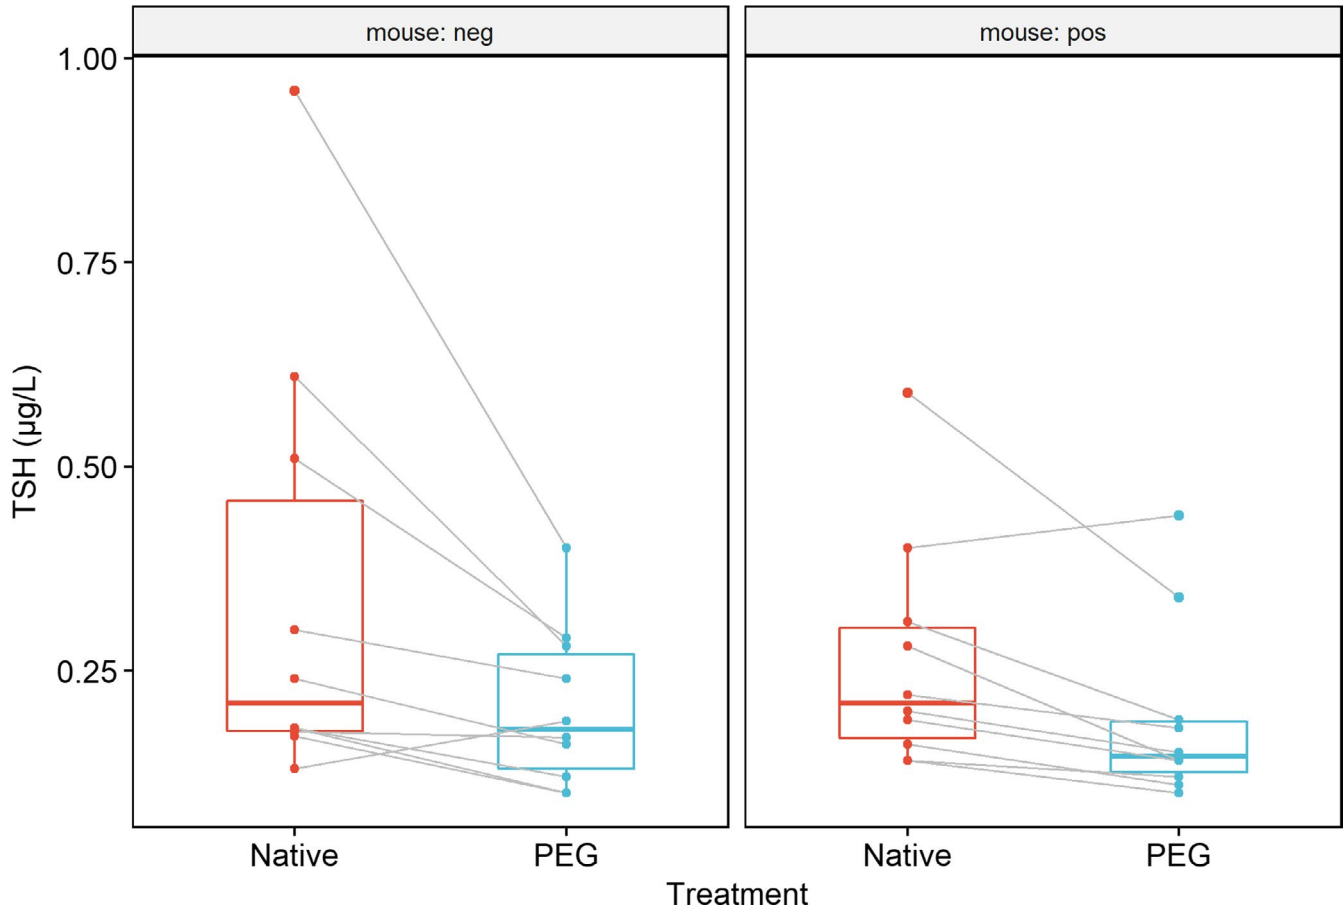 mouse: neg
mouse: pos
1.00
0.75
0.50
0.25
TSH (µg/L)
Native
PEG
Native
PEG
Treatment